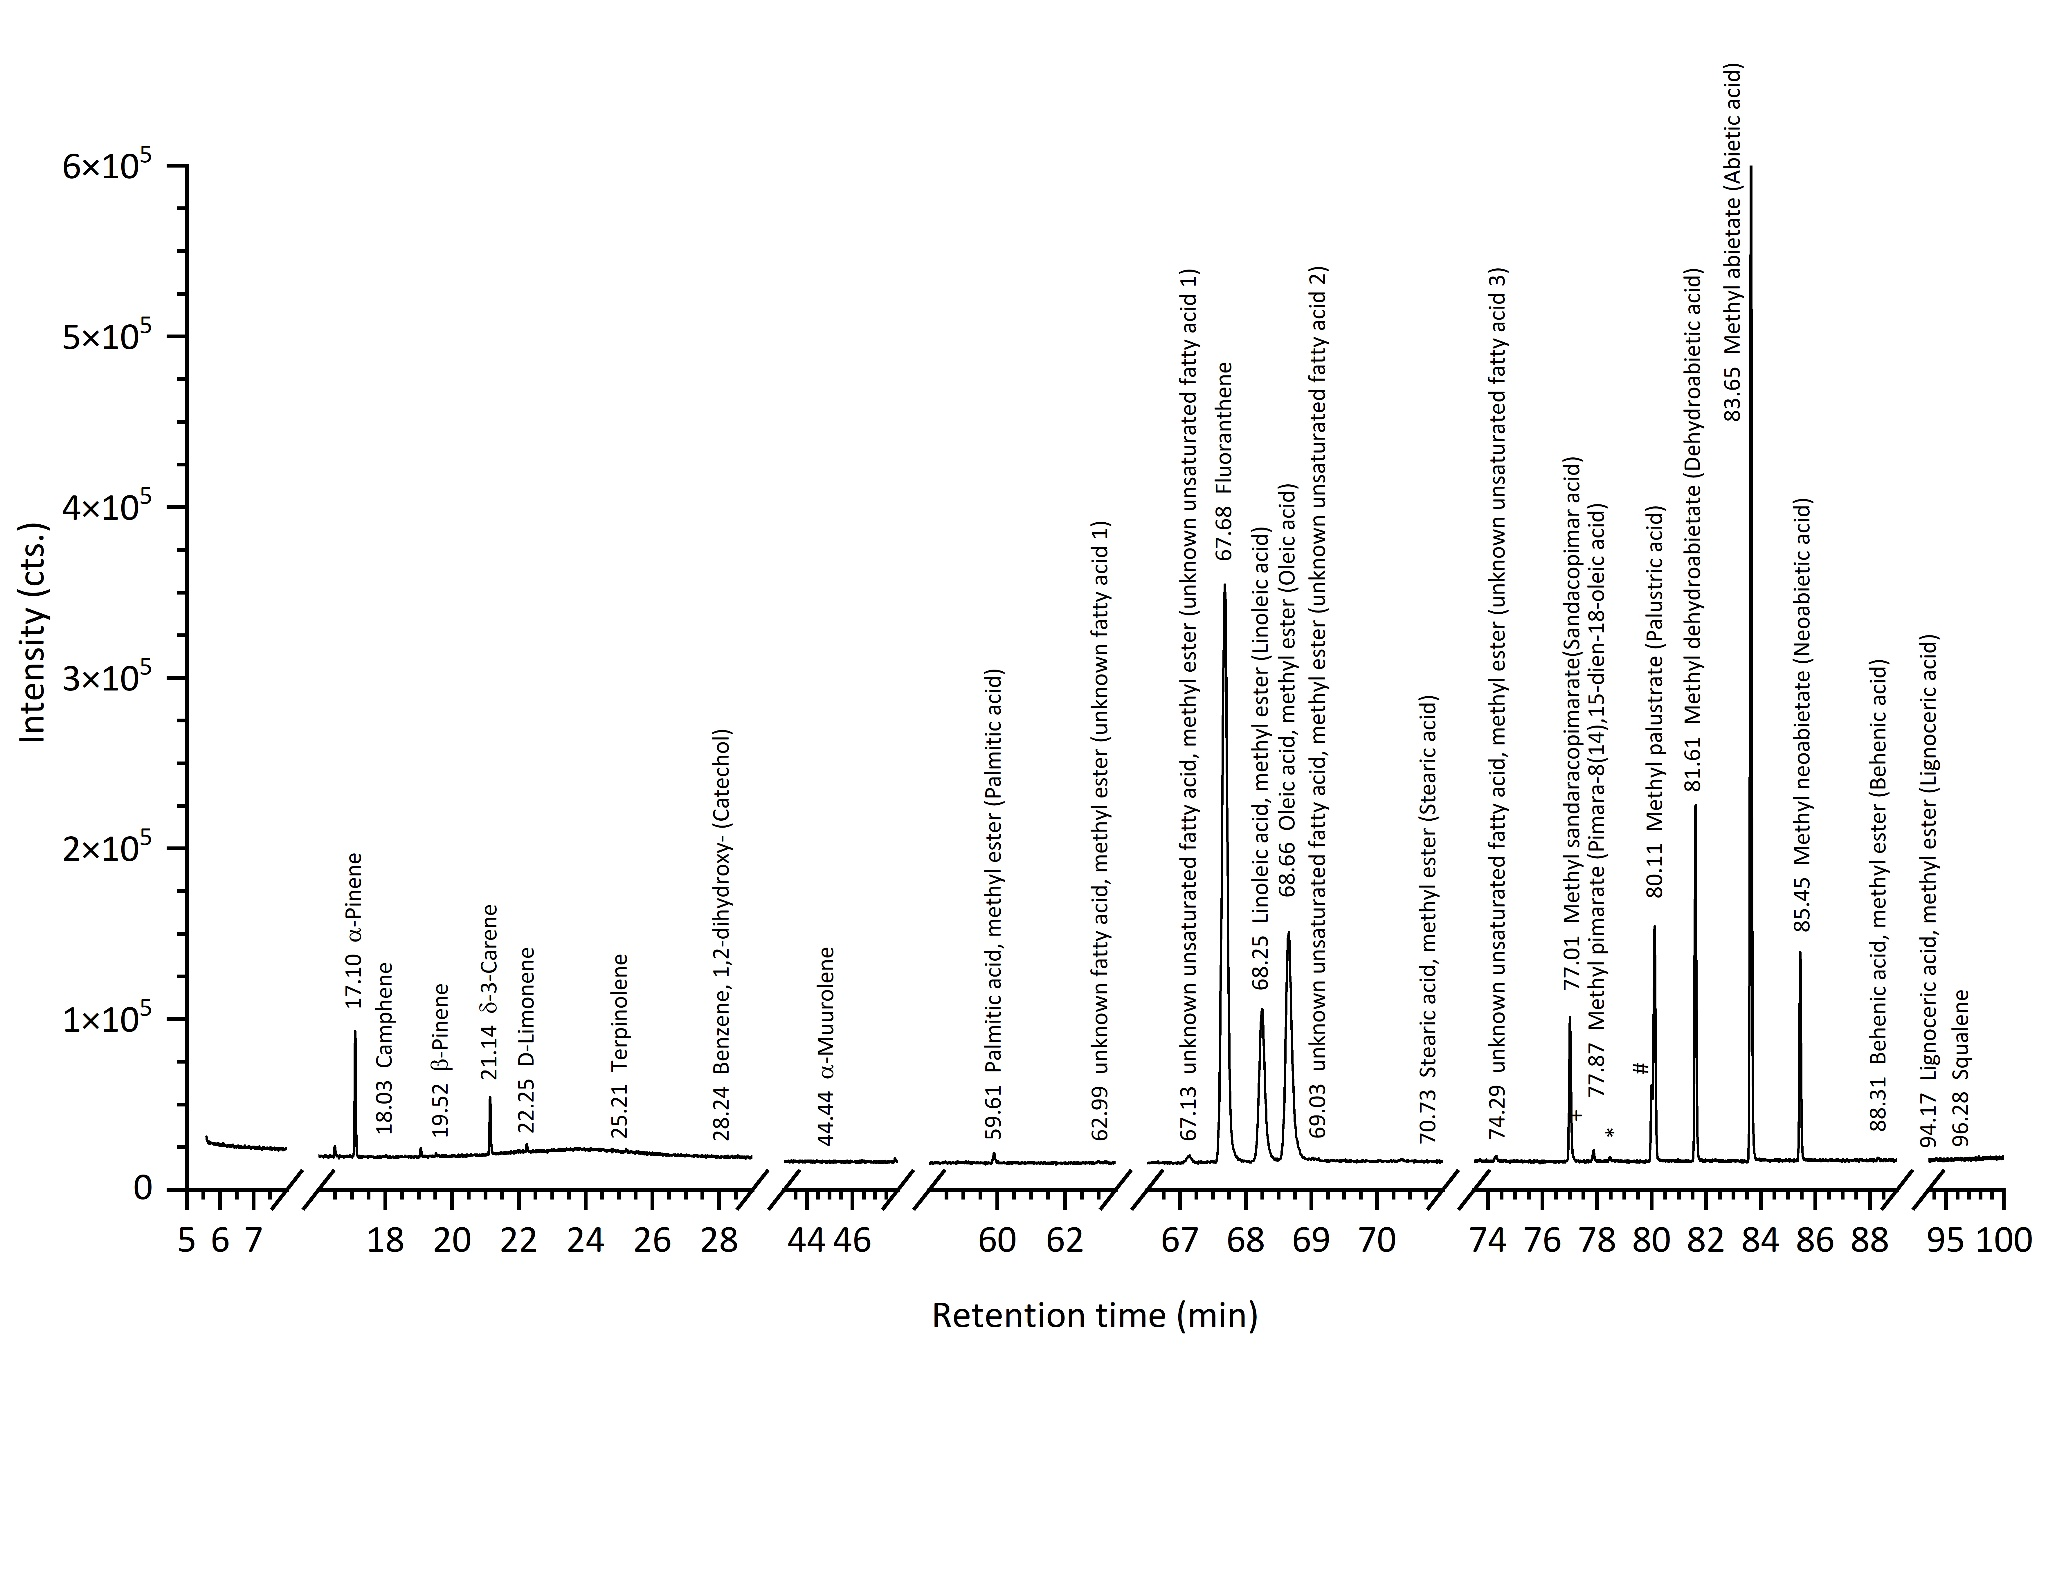 Intensity (cts.)
6×10⁵
5×10⁵
4×10⁵
3×10⁵
2×10⁵
1×10⁵
0
17.10 α-Pinene
18.03 Camphene
19.52 β-Pinene
21.14 δ-3-Carene
22.25 D-Limonene
25.21 Terpinolene
28.24 Benzene, 1,2-dihydroxy- (Catechol)
44.44 α-Muurolene
59.61 Palmitic acid, methyl ester (Palmitic acid)
62.99 unknown fatty acid, methyl ester (unknown fatty acid 1)
67.13 unknown unsaturated fatty acid, methyl ester (unknown unsaturated fatty acid 1)
67.68 Fluoranthene
68.25 Linoleic acid, methyl ester (Linoleic acid)
68.66 Oleic acid, methyl ester (Oleic acid)
69.03 unknown unsaturated fatty acid, methyl ester (unknown unsaturated fatty acid 2)
70.73 Stearic acid, methyl ester (Stearic acid)
74.29 unknown unsaturated fatty acid, methyl ester (unknown unsaturated fatty acid 3)
77.01 Methyl sandaracopimarate(Sandacopimar acid)
+
77.87 Methyl pimarate (Pimara-8(14),15-dien-18-oleic acid)
*
#
80.11 Methyl palustrate (Palustric acid)
81.61 Methyl dehydroabietate (Dehydroabietic acid)
83.65 Methyl abietate (Abietic acid)
85.45 Methyl neoabietate (Neoabietic acid)
88.31 Behenic acid, methyl ester (Behenic acid)
94.17 Lignoceric acid, methyl ester (Lignoceric acid)
96.28 Squalene
5 6 7 18 20 22 24 26 28 44 46 60 62 67 68 69 70 74 76 78 80 82 84 86 88 95 100
Retention time (min)